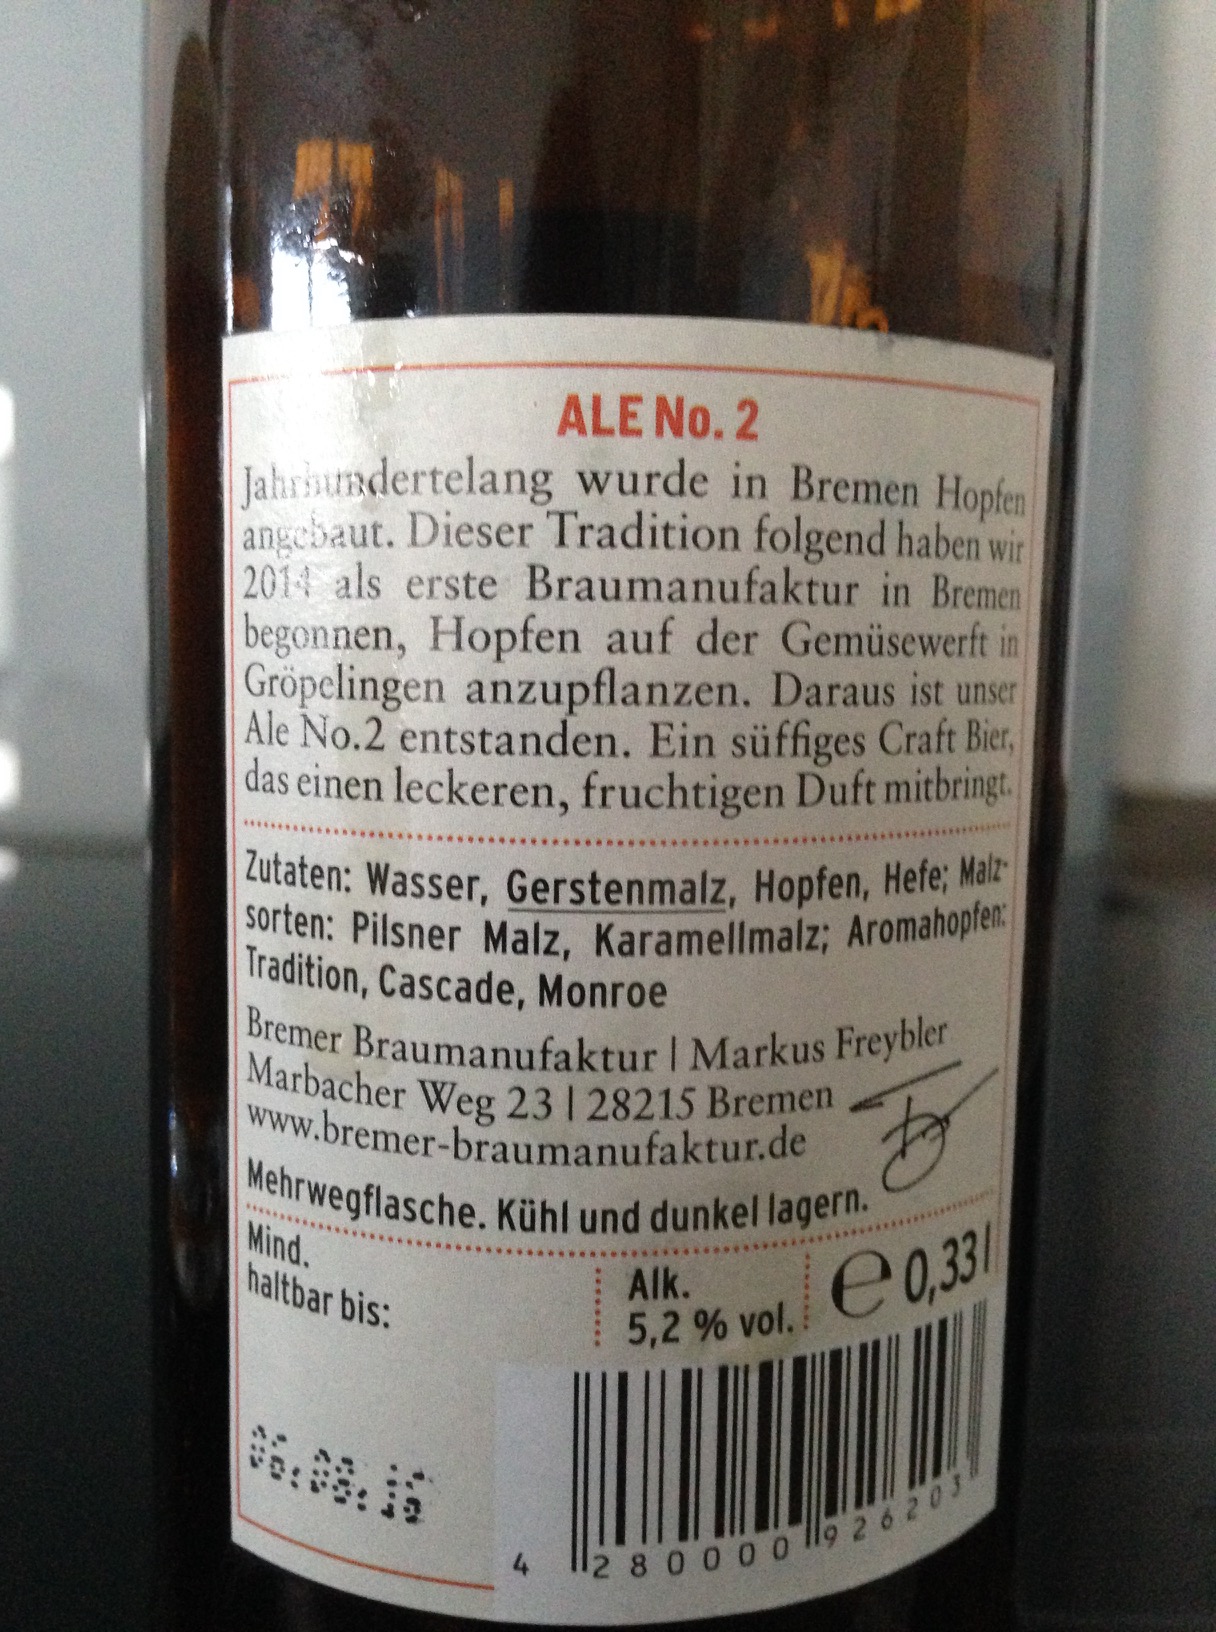 ALE No. 2
Jahrhundertelang wurde in Bremen Hopfen
angebaut. Dieser Tradition folgend haben wir
2014 als erste Braumanufaktur in Bremen
begonnen, Hopfen auf der Gemüsewerft in
Gröpelingen anzupflanzen. Daraus ist unser
Ale No.2 entstanden. Ein süffiges Craft Bier,
das einen leckeren, fruchtigen Duft mitbringt.
Zutaten: Wasser, Gerstenmalz, Hopfen, Hefe; Malz-
sorten: Pilsner Malz, Karamellmalz; Aromahopfen:
Tradition, Cascade, Monroe
Bremer Braumanufaktur | Markus Freybler
Marbacher Weg 23 | 28215 Bremen
www.bremer-braumanufaktur.de
Mehrwegflasche. Kühl und dunkel lagern.
Mind.
haltbar bis:
Alk.
5,2 % vol.
e 0,33 l
4 280000 926203